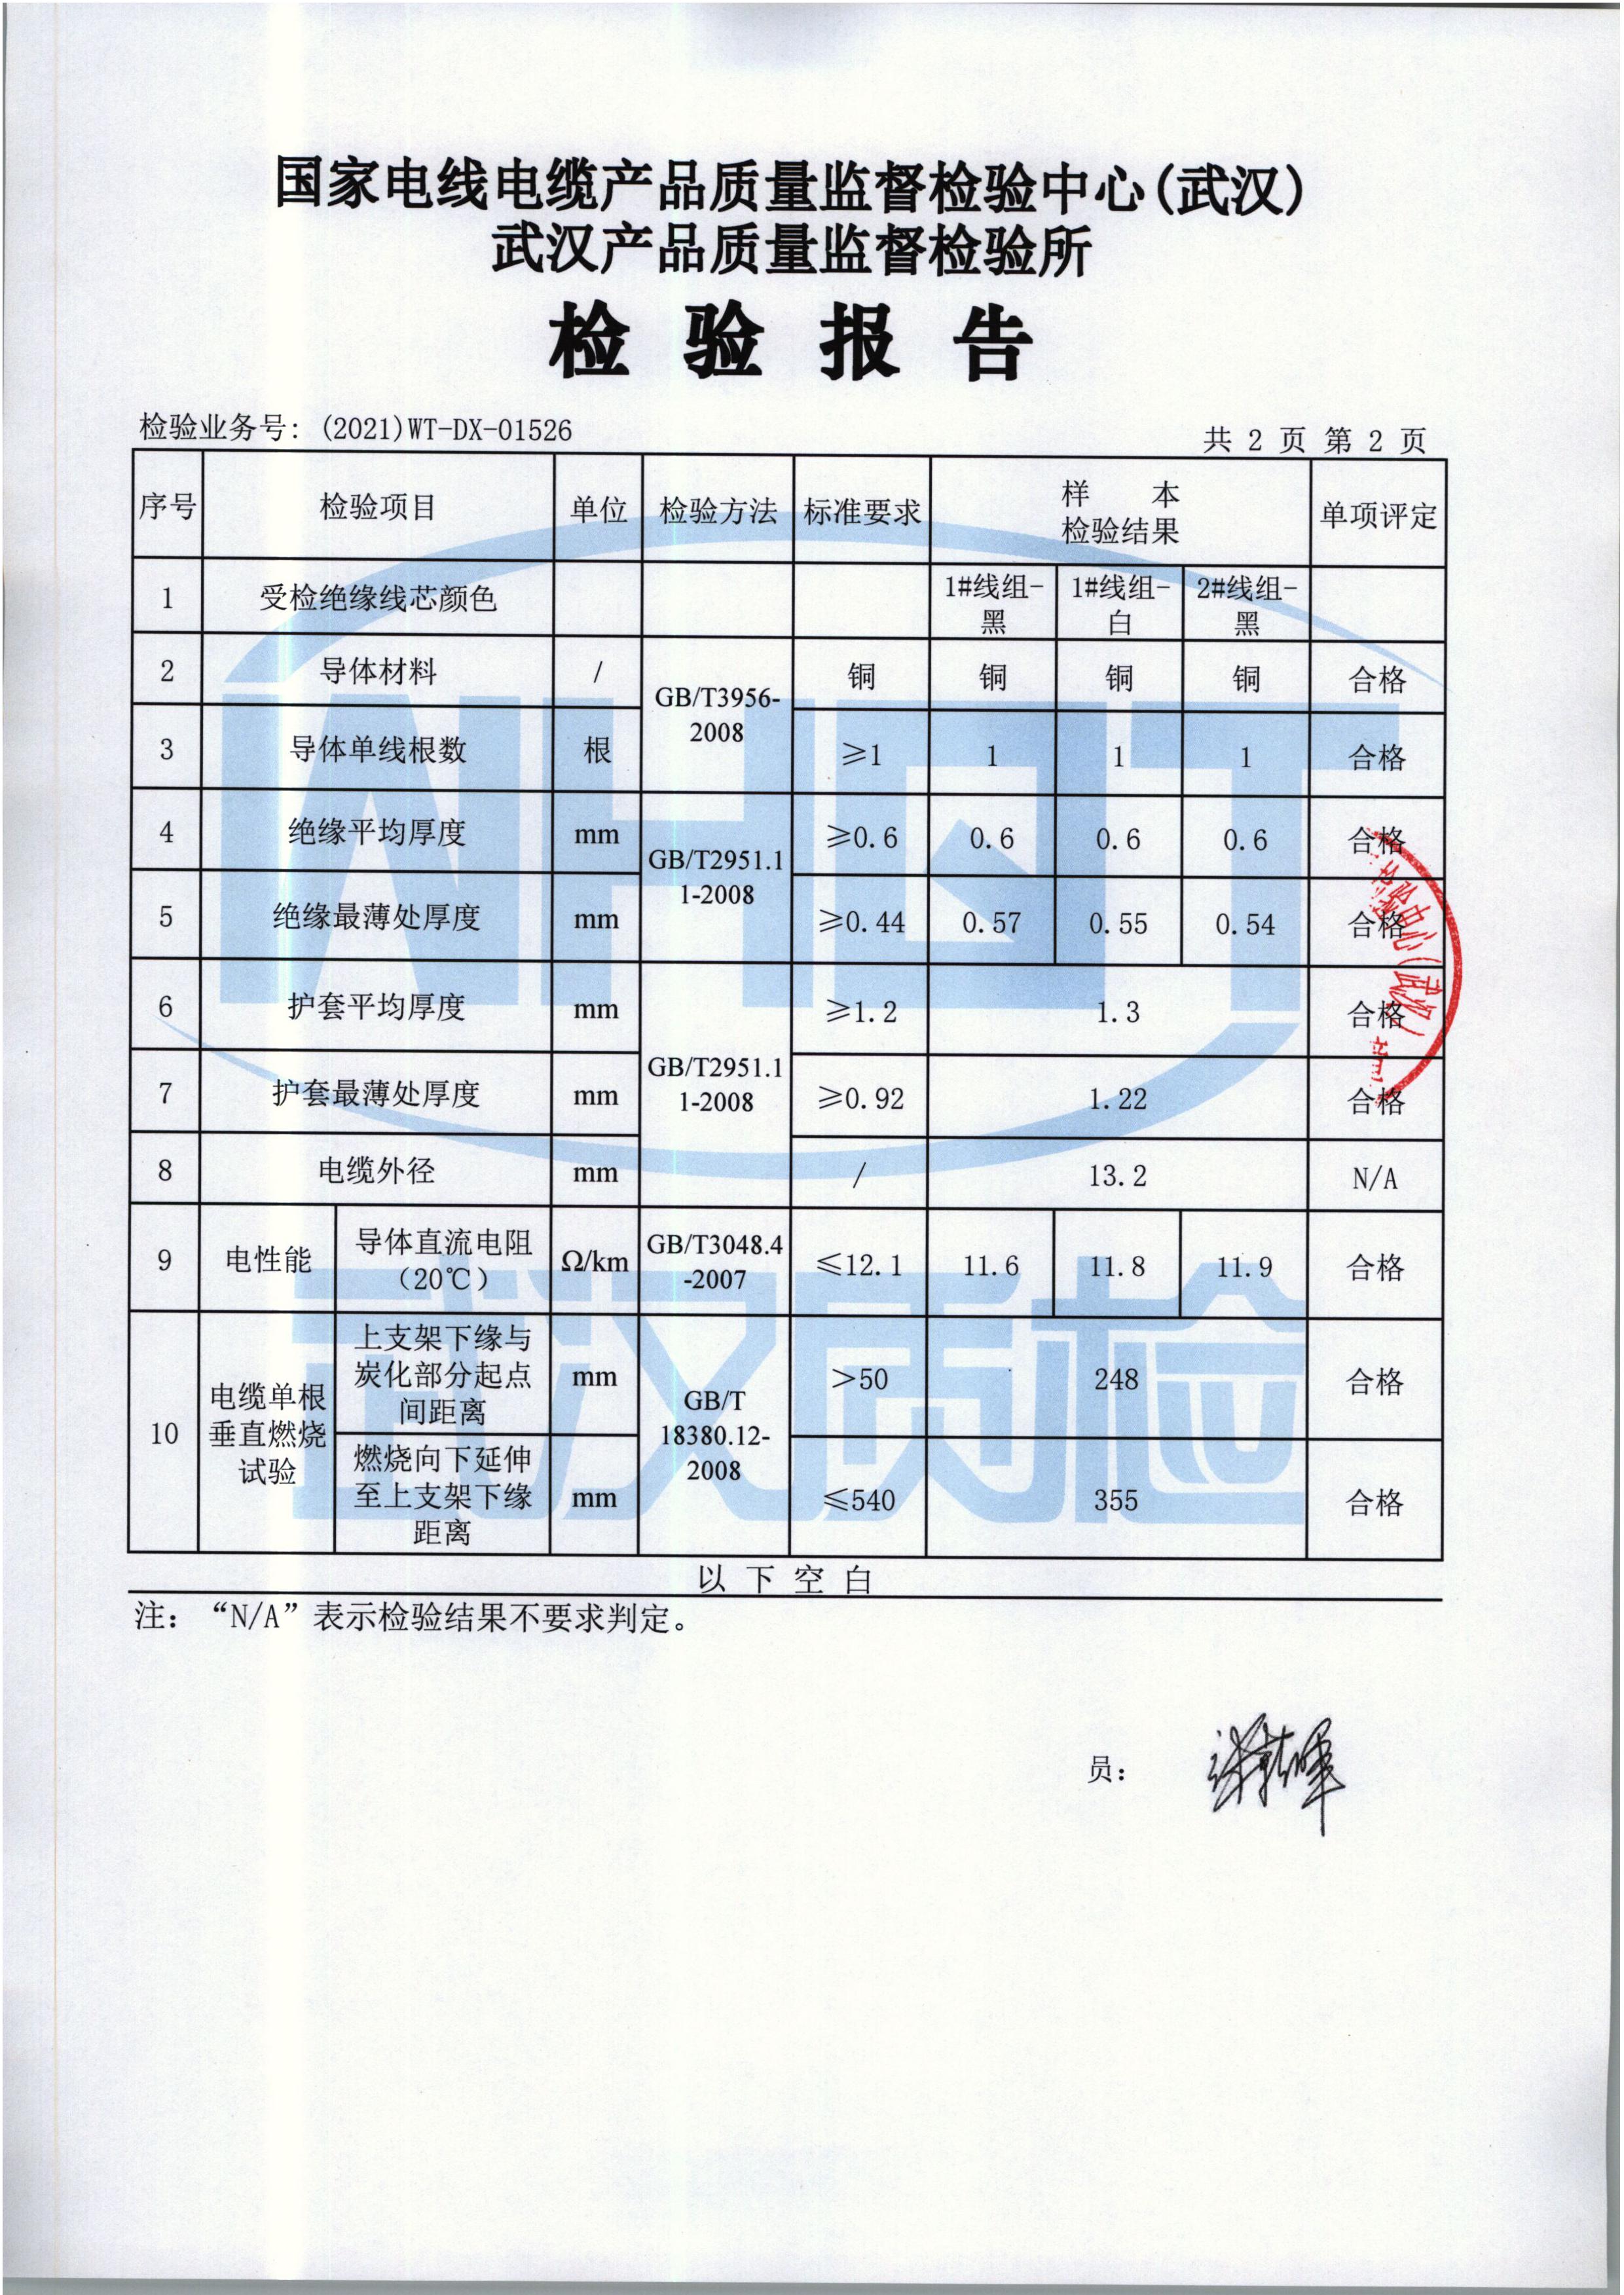 国家电线电缆产品质量监督检验中心(武汉)
武汉产品质量监督检验所
检 验 报 告
检验业务号: (2021)WT-DX-01526
共 2 页 第 2 页
序号 检验项目 单位 检验方法 标准要求 样 本 检验结果 单项评定
1 受检绝缘线芯颜色 1#线组-黑 1#线组-白 2#线组-黑
2 导体材料 / GB/T3956-2008 铜 铜 铜 铜 合格
3 导体单线根数 根 ≥1 1 1 1 合格
4 绝缘平均厚度 mm GB/T2951.11-2008 ≥0.6 0.6 0.6 0.6 合格
5 绝缘最薄处厚度 mm ≥0.44 0.57 0.55 0.54 合格
6 护套平均厚度 mm GB/T2951.11-2008 ≥1.2 1.3 合格
7 护套最薄处厚度 mm ≥0.92 1.22 合格
8 电缆外径 mm / 13.2 N/A
9 电性能 导体直流电阻（20℃） Ω/km GB/T3048.4-2007 ≤12.1 11.6 11.8 11.9 合格
10 电缆单根垂直燃烧试验 上支架下缘与炭化部分起点间距离 mm GB/T 18380.12-2008 >50 248 合格
燃烧向下延伸至上支架下缘距离 mm ≤540 355 合格
以 下 空 白
注: “N/A”表示检验结果不要求判定。
员:
WHQT
武汉质检
检验中心(武汉)